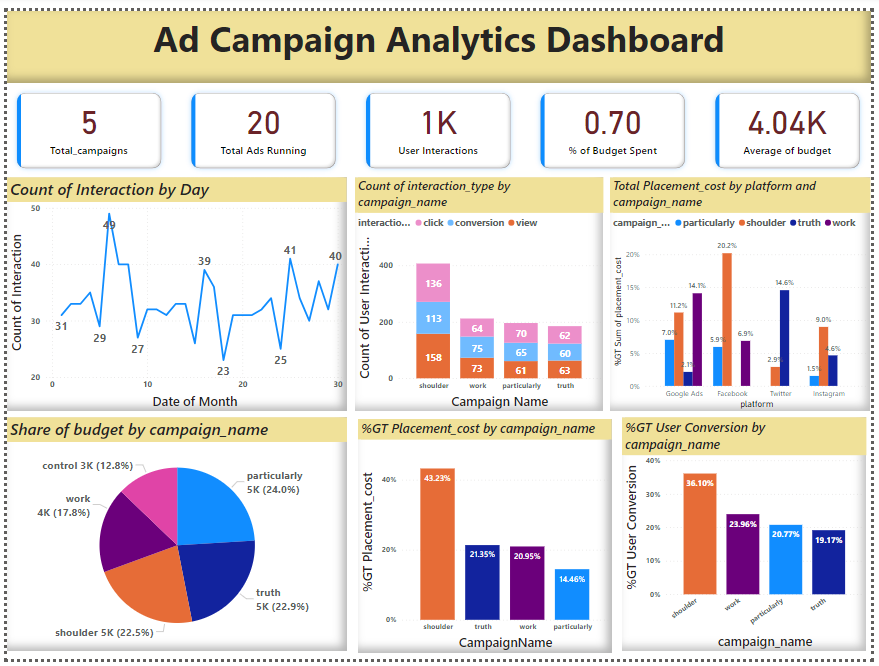 Ad Campaign Analytics Dashboard
5
Total_campaigns
20
Total Ads Running
1K
User Interactions
0.70
% of Budget Spent
4.04K
Average of budget
Count of Interaction by Day
Count of Interaction
50
40
30
20
31
49
29
27
39
23
41
25
40
0
10
20
30
Date of Month
Count of interaction_type by
campaign_name
interactio... click conversion view
Count of User Interacti...
400
200
0
136
113
158
64
75
73
70
65
61
62
60
63
shoulder
work
particularly
truth
Campaign Name
Total Placement_cost by platform and
campaign_name
campaign_... particularly shoulder truth work
%GT Sum of placement_cost
20%
15%
10%
5%
0%
7.0%
11.2%
2.1%
14.1%
5.9%
20.2%
6.9%
2.9%
14.6%
1.5%
9.0%
4.6%
Google Ads
Facebook
Twitter
Instagram
platform
Share of budget by campaign_name
control 3K (12.8%)
particularly
5K (24.0%)
work
4K (17.8%)
truth
5K (22.9%)
shoulder 5K (22.5%)
%GT Placement_cost by campaign_name
%GT Placement_cost
40%
20%
0%
43.23%
21.35%
20.95%
14.46%
shoulder
truth
work
particularly
CampaignName
%GT User Conversion by
campaign_name
%GT User Conversion
40%
30%
20%
10%
0%
36.10%
23.96%
20.77%
19.17%
shoulder
work
particularly
truth
campaign_name